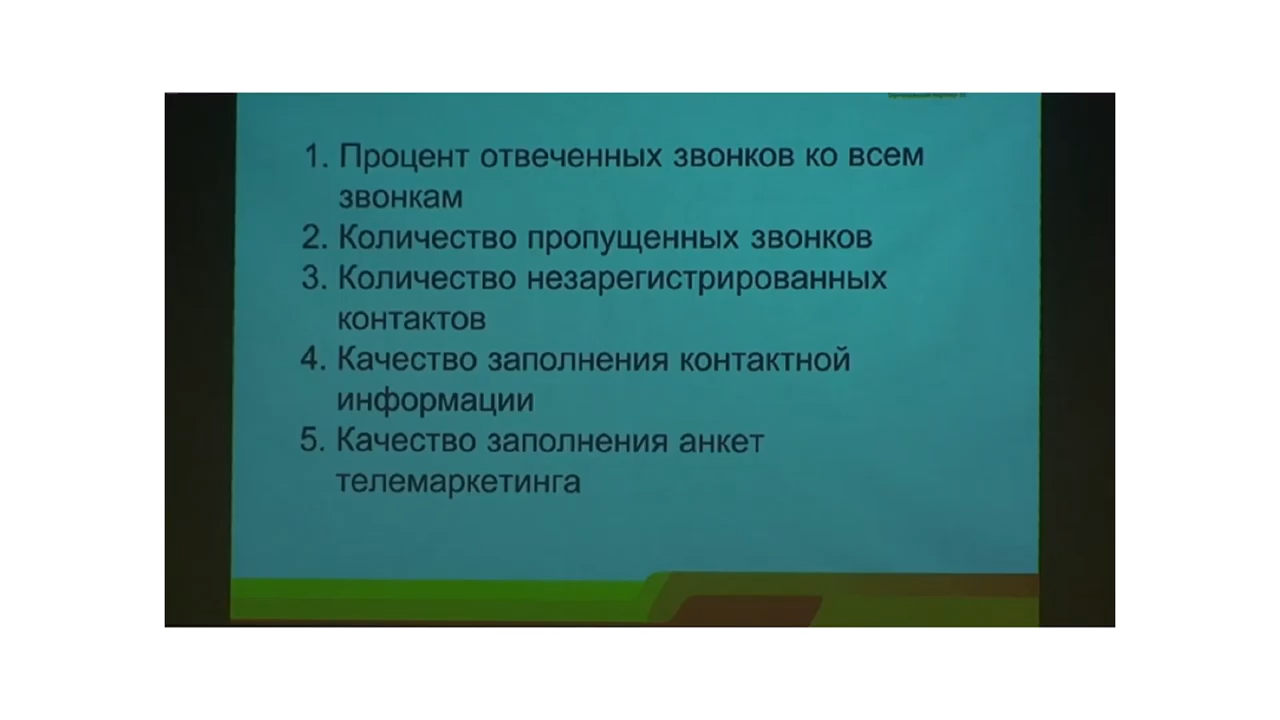 1. Процент отвеченных звонков ко всем
звонкам
2. Количество пропущенных звонков
3. Количество незарегистрированных
контактов
4. Качество заполнения контактной
информации
5. Качество заполнения анкет
телемаркетинга